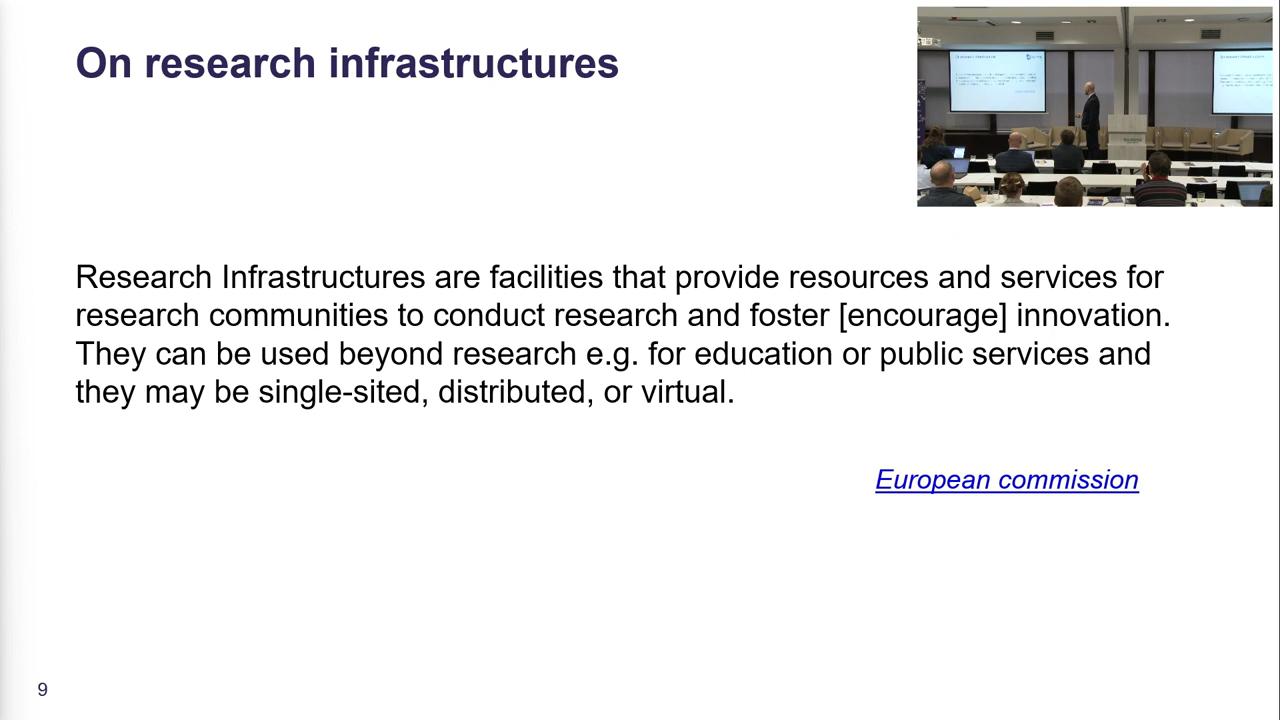 On research infrastructures
Research Infrastructures are facilities that provide resources and services for
research communities to conduct research and foster [encourage] innovation.
They can be used beyond research e.g. for education or public services and
they may be single-sited, distributed, or virtual.
European commission
9